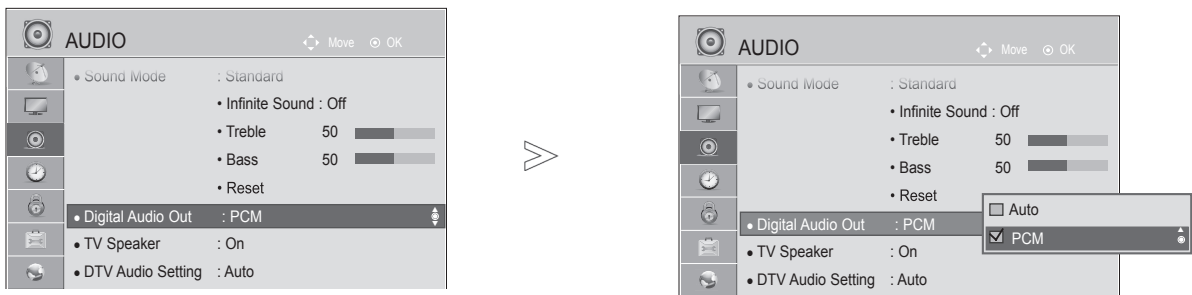 AUDIO
Move OK
• Sound Mode : Standard
• Infinite Sound : Off
• Treble 50
• Bass 50
• Reset
• Digital Audio Out : PCM
• TV Speaker : On
• DTV Audio Setting : Auto
AUDIO
Move OK
• Sound Mode : Standard
• Infinite Sound : Off
• Treble 50
• Bass 50
• Reset
• Digital Audio Out : PCM
• TV Speaker : On
• DTV Audio Setting : Auto
Auto
PCM